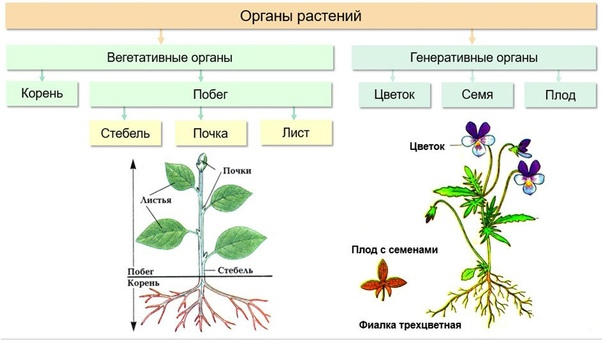 Органы растений
Вегетативные органы
Генеративные органы
Корень
Побег
Цветок
Семя
Плод
Стебель
Почка
Лист
Почки
Листья
Стебель
Побег
Корень
Цветок
Плод с семенами
Фиалка трехцветная